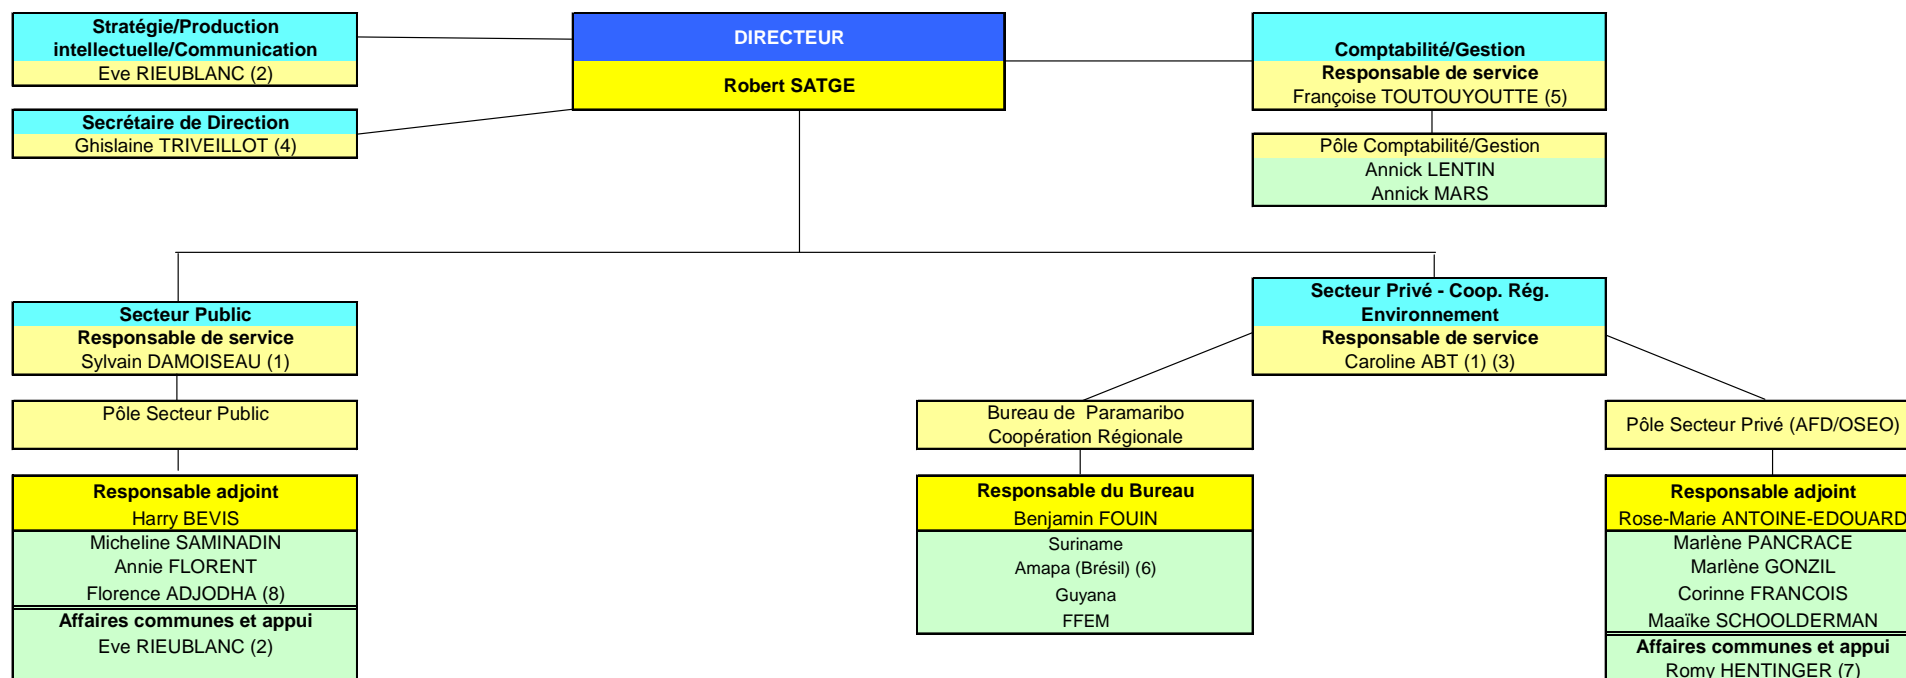 Stratégie/Production
intellectuelle/Communication
Eve RIEUBLANC (2)
Secrétaire de Direction
Ghislaine TRIVEILLOT (4)
DIRECTEUR
Robert SATGE
Comptabilité/Gestion
Responsable de service
Françoise TOUTOUYOUTTE (5)
Pôle Comptabilité/Gestion
Annick LENTIN
Annick MARS
Secteur Public
Responsable de service
Sylvain DAMOISEAU (1)
Pôle Secteur Public
Responsable adjoint
Harry BEVIS
Micheline SAMINADIN
Annie FLORENT
Florence ADJODHA (8)
Affaires communes et appui
Eve RIEUBLANC (2)
Secteur Privé - Coop. Rég.
Environnement
Responsable de service
Caroline ABT (1) (3)
Bureau de Paramaribo
Coopération Régionale
Responsable du Bureau
Benjamin FOUIN
Suriname
Amapa (Brésil) (6)
Guyana
FFEM
Pôle Secteur Privé (AFD/OSEO)
Responsable adjoint
Rose-Marie ANTOINE-EDOUARD
Marlène PANCRACE
Marlène GONZIL
Corinne FRANCOIS
Maaïke SCHOOLDERMAN
Affaires communes et appui
Romy HENTINGER (7)